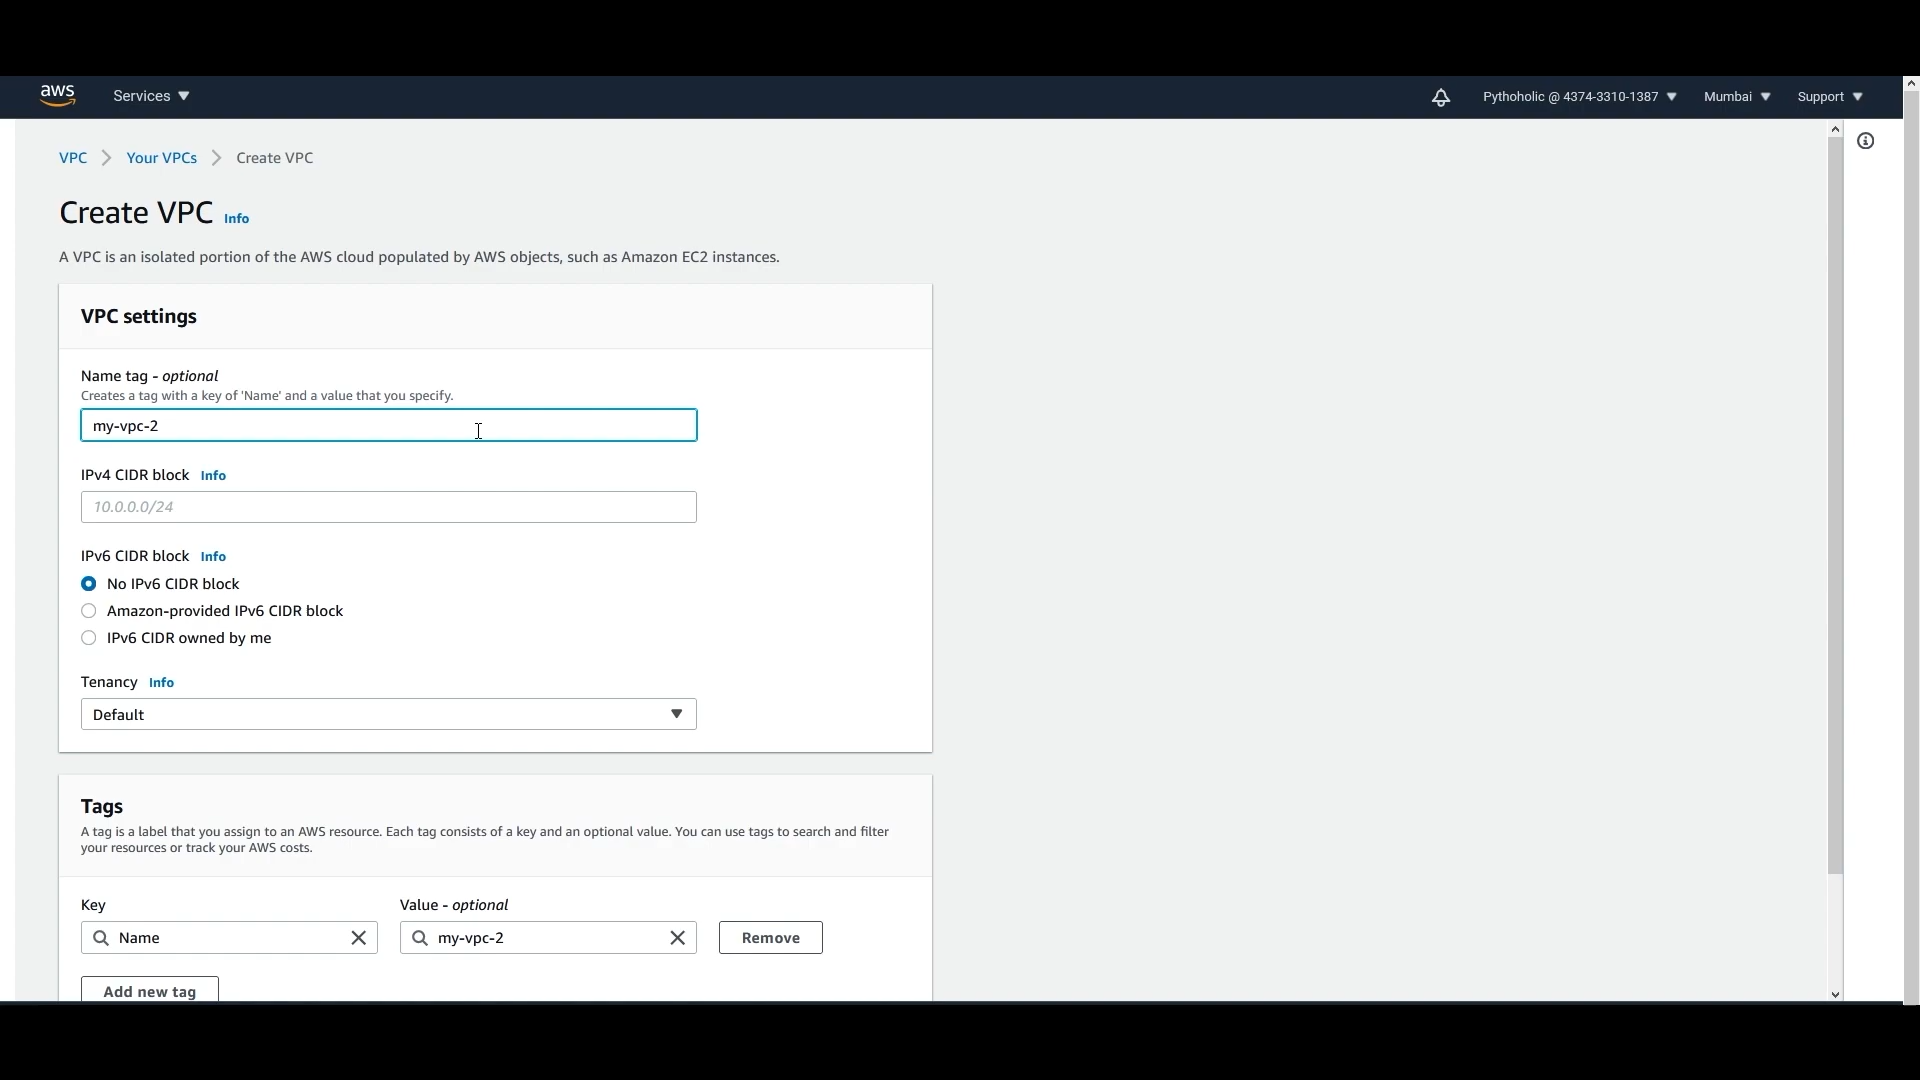 aws
Services
Pythoholic @ 4374-3310-1387
Mumbai
Support
VPC
Your VPCs
Create VPC
Create VPC Info
A VPC is an isolated portion of the AWS cloud populated by AWS objects, such as Amazon EC2 instances.
VPC settings
Name tag - optional
Creates a tag with a key of 'Name' and a value that you specify.
my-vpc-2
IPv4 CIDR block Info
10.0.0.0/24
IPv6 CIDR block Info
No IPv6 CIDR block
Amazon-provided IPv6 CIDR block
IPv6 CIDR owned by me
Tenancy Info
Default
Tags
A tag is a label that you assign to an AWS resource. Each tag consists of a key and an optional value. You can use tags to search and filter
your resources or track your AWS costs.
Key
Value - optional
Name
my-vpc-2
Remove
Add new tag